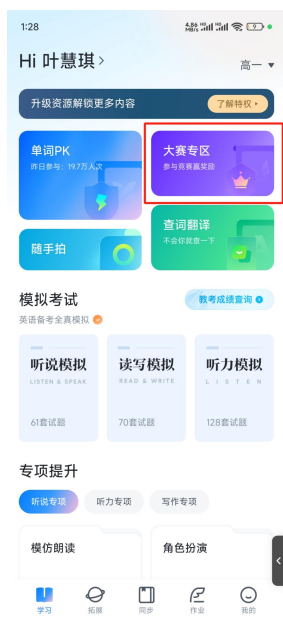 1:28
4.86 MB/s HD HD 9
Hi 叶慧琪 >
高一 ▼
升级资源解锁更多内容
了解特权
单词PK
昨日参与：19.7万人次
大赛专区
参与竞赛赢奖励
随手拍
查词翻译
不会你就查一下
模拟考试
教考成绩查询
英语备考全真模拟
听说模拟
LISTEN & SPEAK
61套试题
读写模拟
READ & WRITE
70套试题
听力模拟
LISTEN
128套试题
专项提升
听说专项
听力专项
写作专项
模仿朗读
角色扮演
学习
拓展
同步
作业
我的